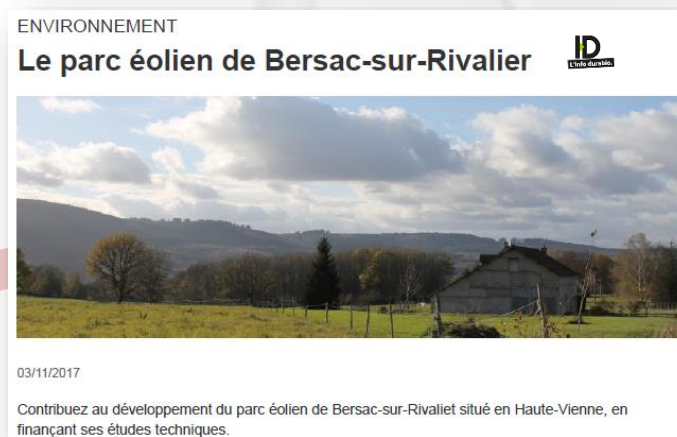 ENVIRONNEMENT
Le parc éolien de Bersac-sur-Rivalier
ID
L'info durable.
03/11/2017
Contribuez au développement du parc éolien de Bersac-sur-Rivaliet situé en Haute-Vienne, en
finançant ses études techniques.